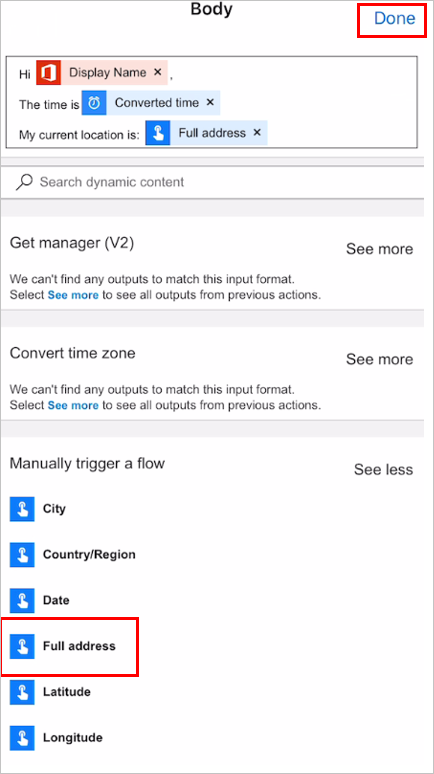 Body
Done
Hi Display Name × ,
The time is Converted time ×
My current location is: Full address ×
Search dynamic content
Get manager (V2)
See more
We can't find any outputs to match this input format.
Select See more to see all outputs from previous actions.
Convert time zone
See more
We can't find any outputs to match this input format.
Select See more to see all outputs from previous actions.
Manually trigger a flow
See less
City
Country/Region
Date
Full address
Latitude
Longitude